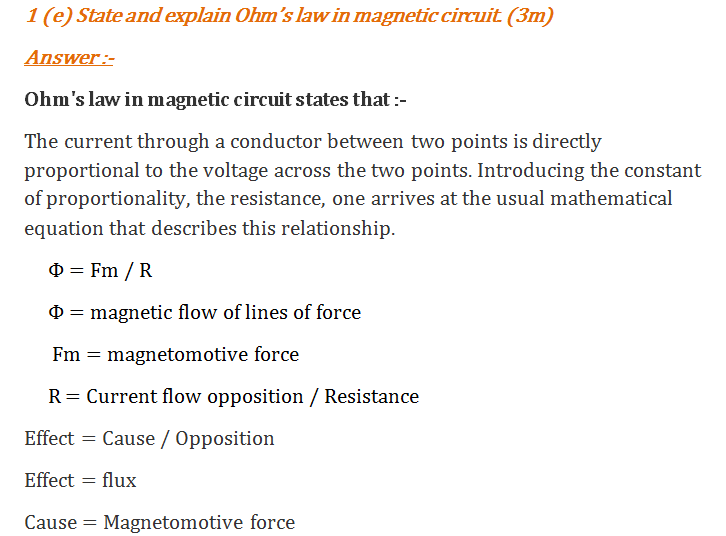 1 (e) State and explain Ohm's law in magnetic circuit. (3m)
Answer :-
Ohm's law in magnetic circuit states that :-
The current through a conductor between two points is directly
proportional to the voltage across the two points. Introducing the constant
of proportionality, the resistance, one arrives at the usual mathematical
equation that describes this relationship.
Φ = Fm / R
Φ = magnetic flow of lines of force
Fm = magnetomotive force
R = Current flow opposition / Resistance
Effect = Cause / Opposition
Effect = flux
Cause = Magnetomotive force